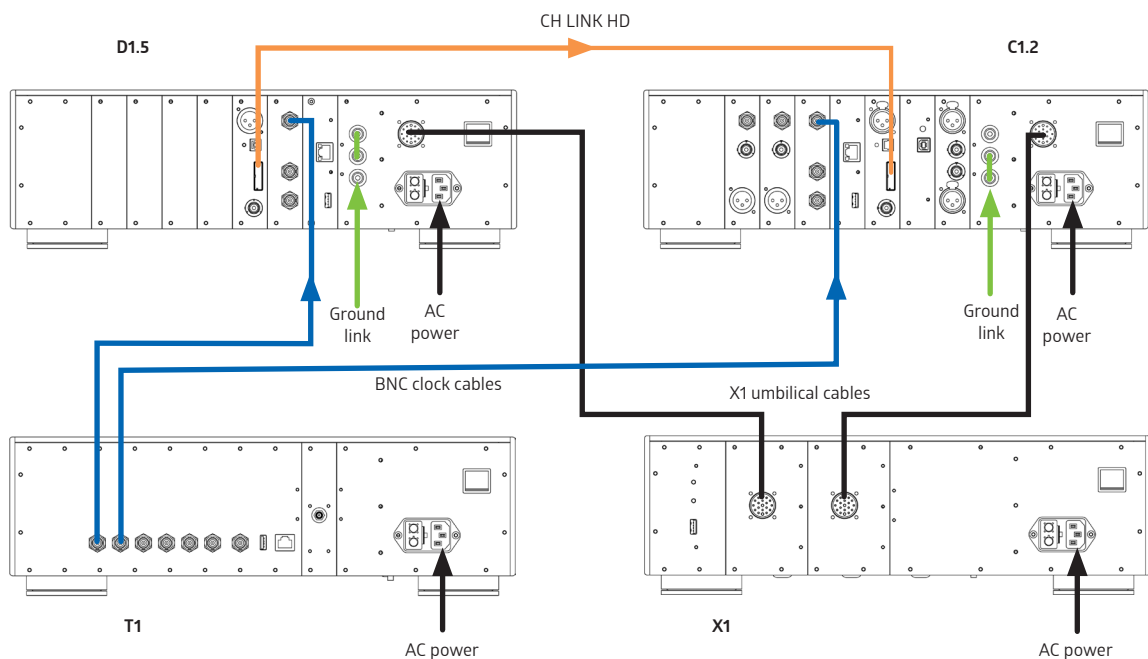 CH LINK HD
D1.5
C1.2
Ground
link
AC
power
Ground
link
AC
power
BNC clock cables
X1 umbilical cables
T1
AC power
X1
AC power